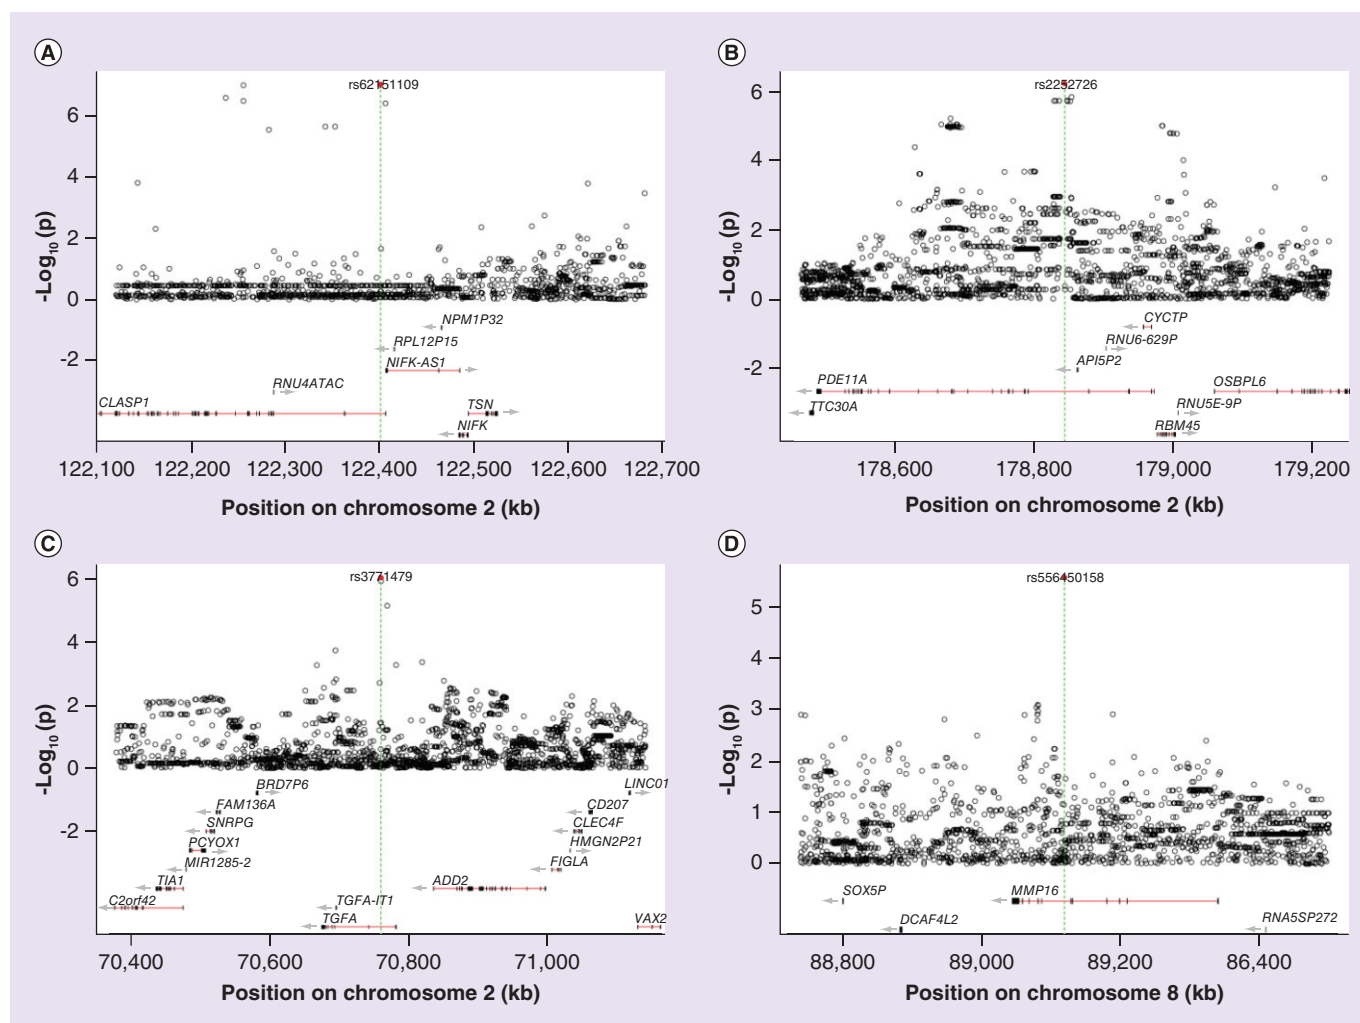 A
rs62151109
6
4
2
0
-2
-Log10 (p)
NPM1P32
RPL12P15
NIFK-AS1
RNU4ATAC
CLASP1
TSN
NIFK
122,100 122,200 122,300 122,400 122,500 122,600 122,700
Position on chromosome 2 (kb)
B
rs2252726
6
4
2
0
-2
-Log10 (p)
CYCTP
RNU6-629P
API5P2
PDE11A
OSBPL6
TTC30A
RNU5E-9P
RBM45
178,600 178,800 179,000 179,200
Position on chromosome 2 (kb)
C
rs3771479
6
4
2
0
-2
-Log10 (p)
LINC01
BRD7P6
FAM136A
CD207
SNRPG
CLEC4F
PCYOX1
HMGN2P21
MIR1285-2
FIGLA
TIA1
ADD2
C2orf42
TGFA-IT1
TGFA
VAX2
70,400 70,600 70,800 71,000
Position on chromosome 2 (kb)
D
rs556450158
5
4
3
2
1
0
-Log10 (p)
SOX5P
MMP16
DCAF4L2
RNA5SP272
88,800 89,000 89,200 86,400
Position on chromosome 8 (kb)